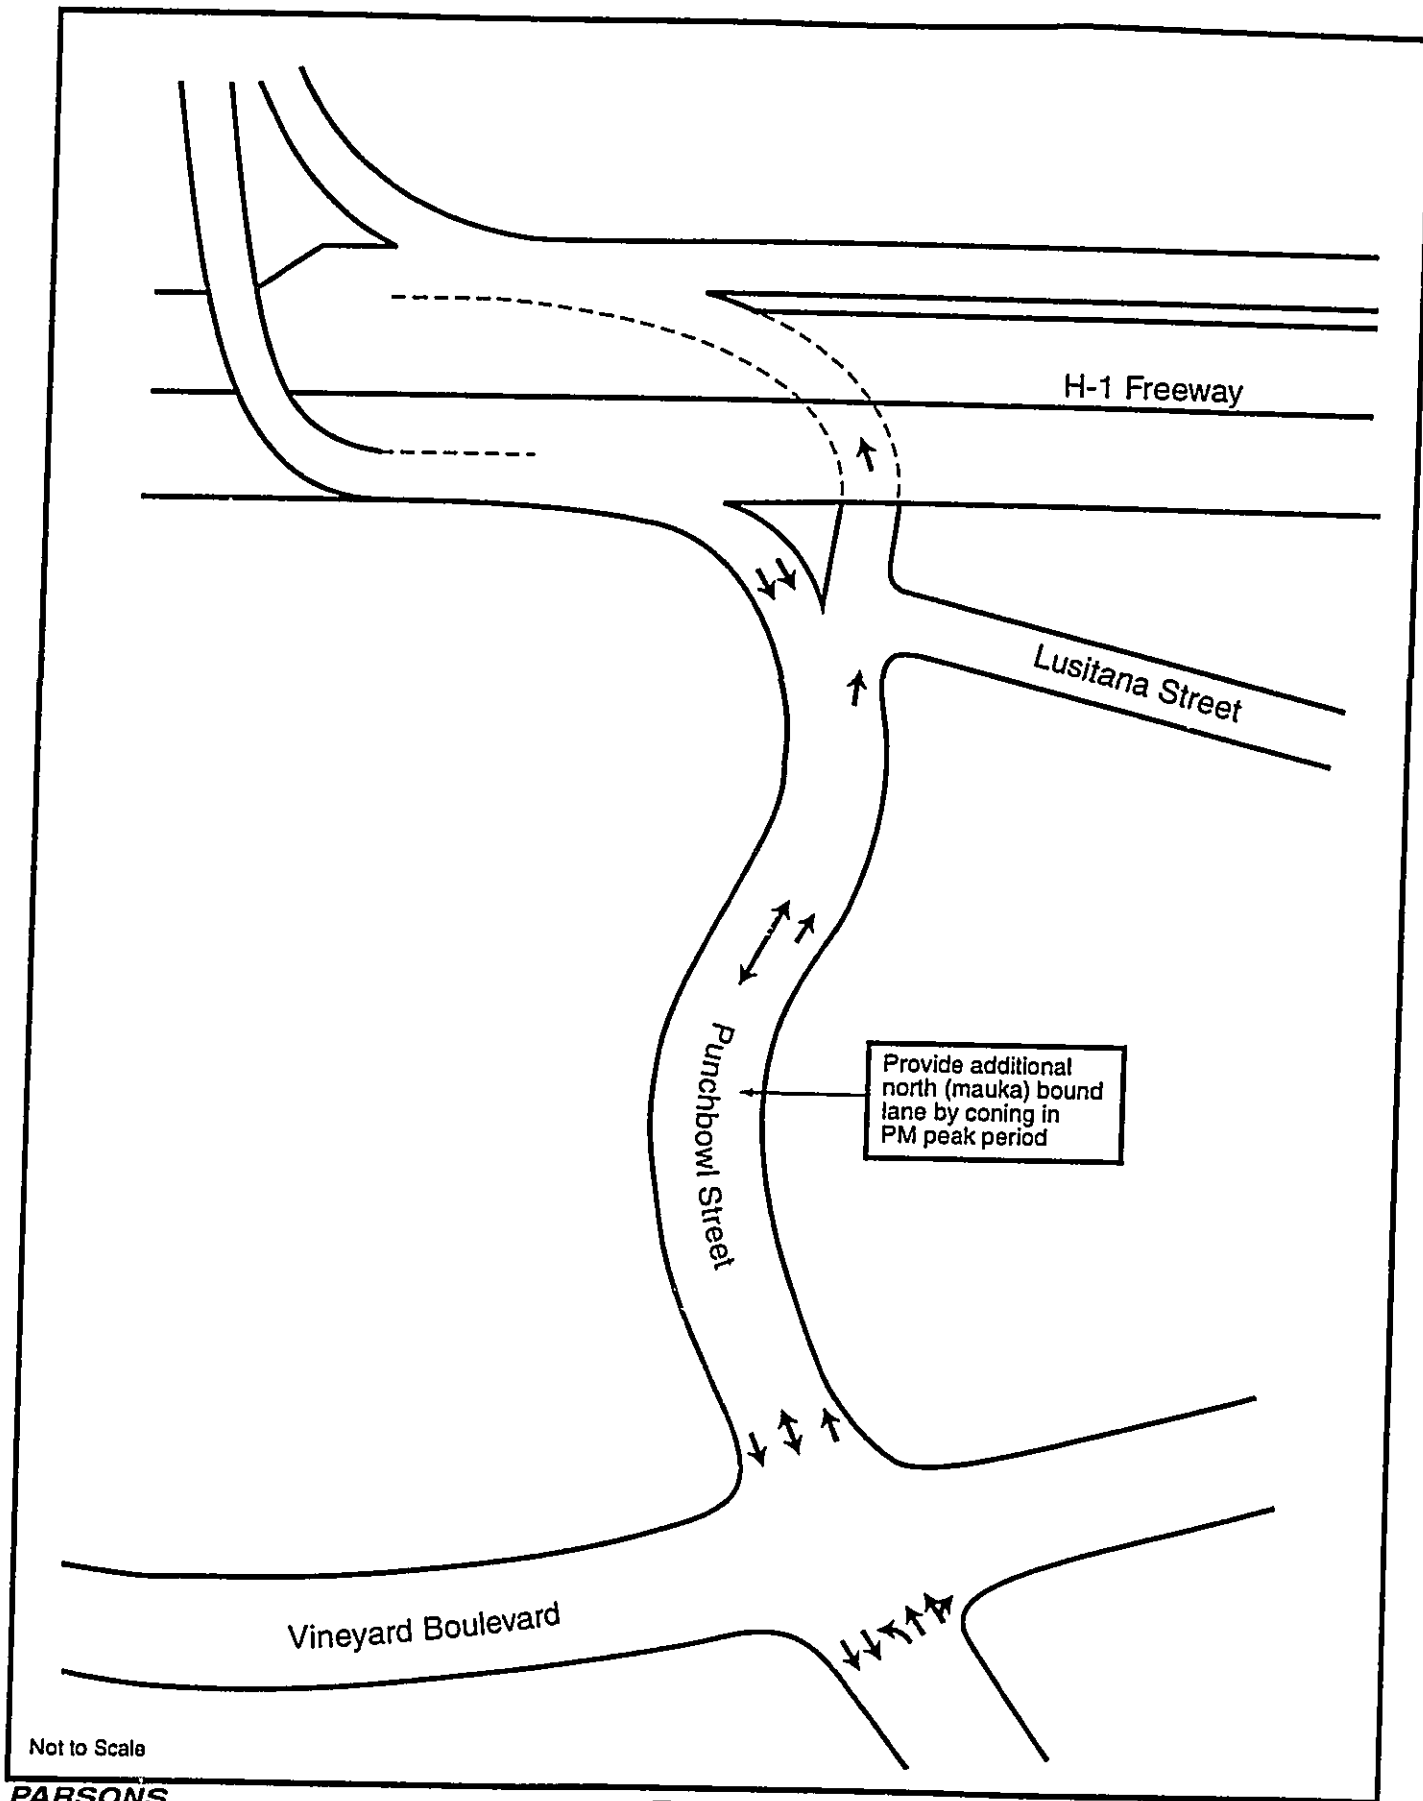 H-1 Freeway
Lusitana Street
Punchbowl Street
Provide additional
north (mauka) bound
lane by coning in
PM peak period
Vineyard Boulevard
Not to Scale
PARSONS